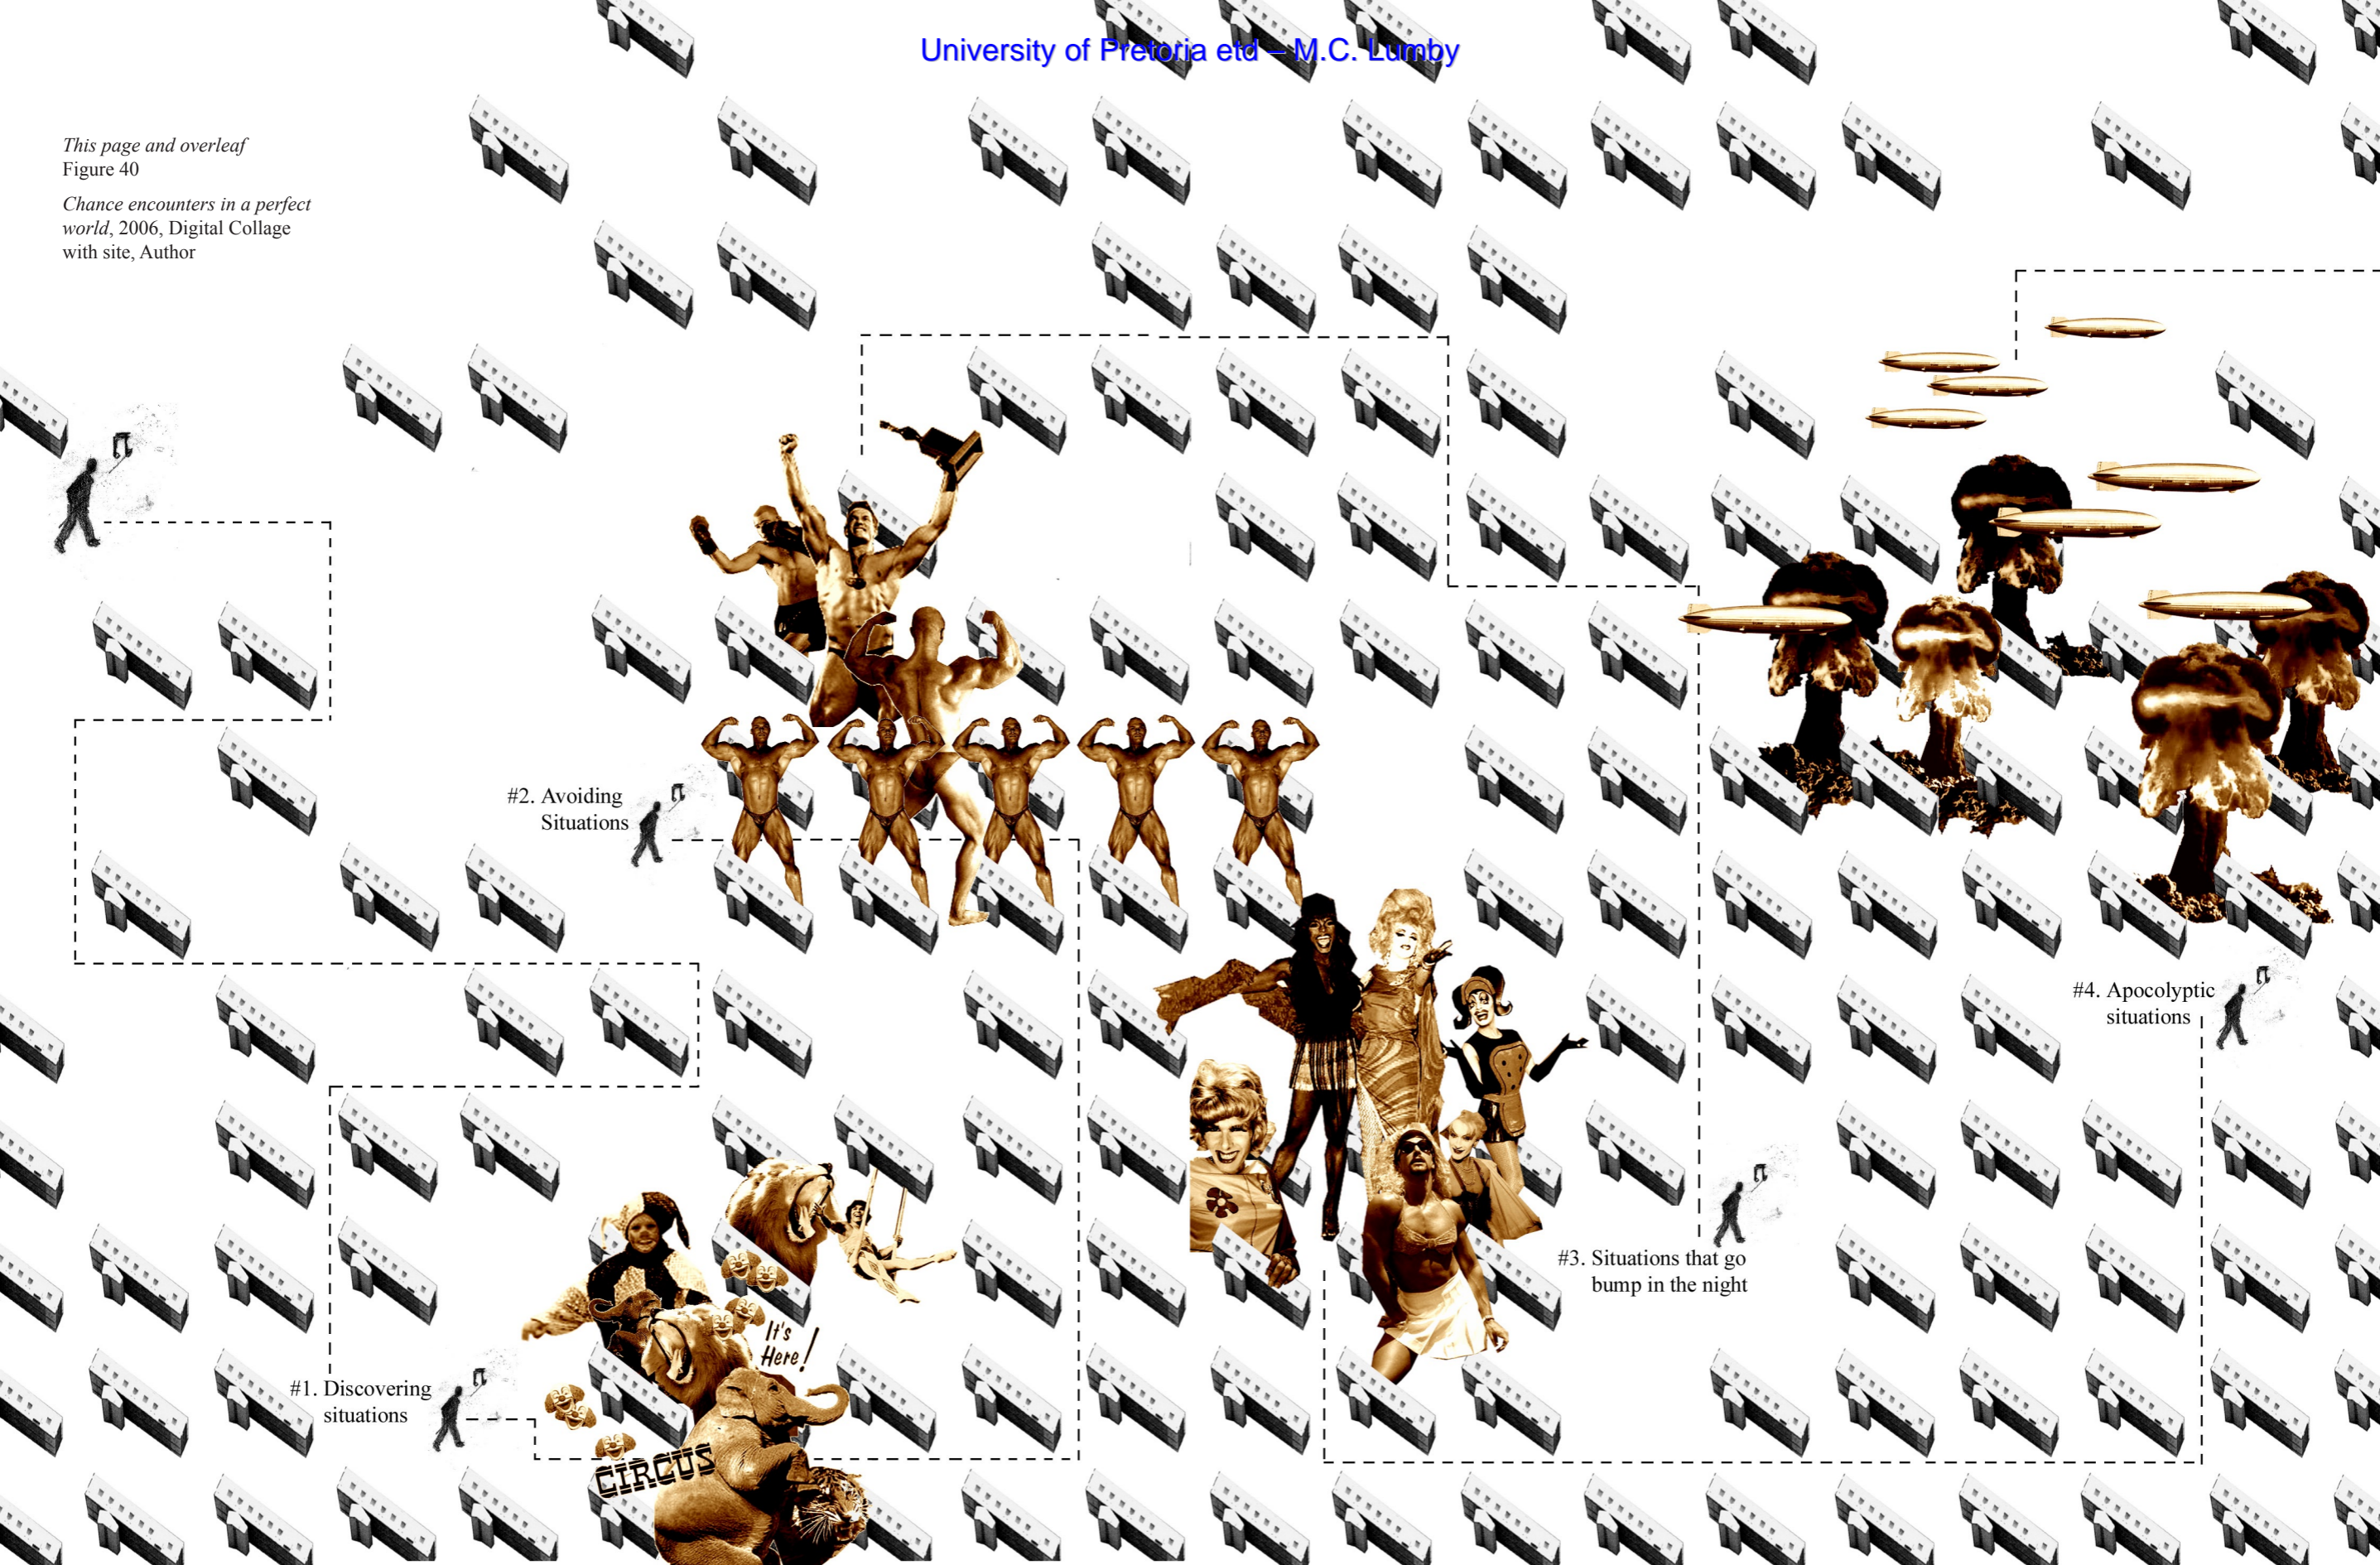 University of Pretoria etd – M.C. Lumby
This page and overleaf
Figure 40
Chance encounters in a perfect
world, 2006, Digital Collage
with site, Author
#2. Avoiding
Situations
#4. Apocolyptic
situations
#3. Situations that go
bump in the night
It's
Here!
#1. Discovering
situations
CIRCUS